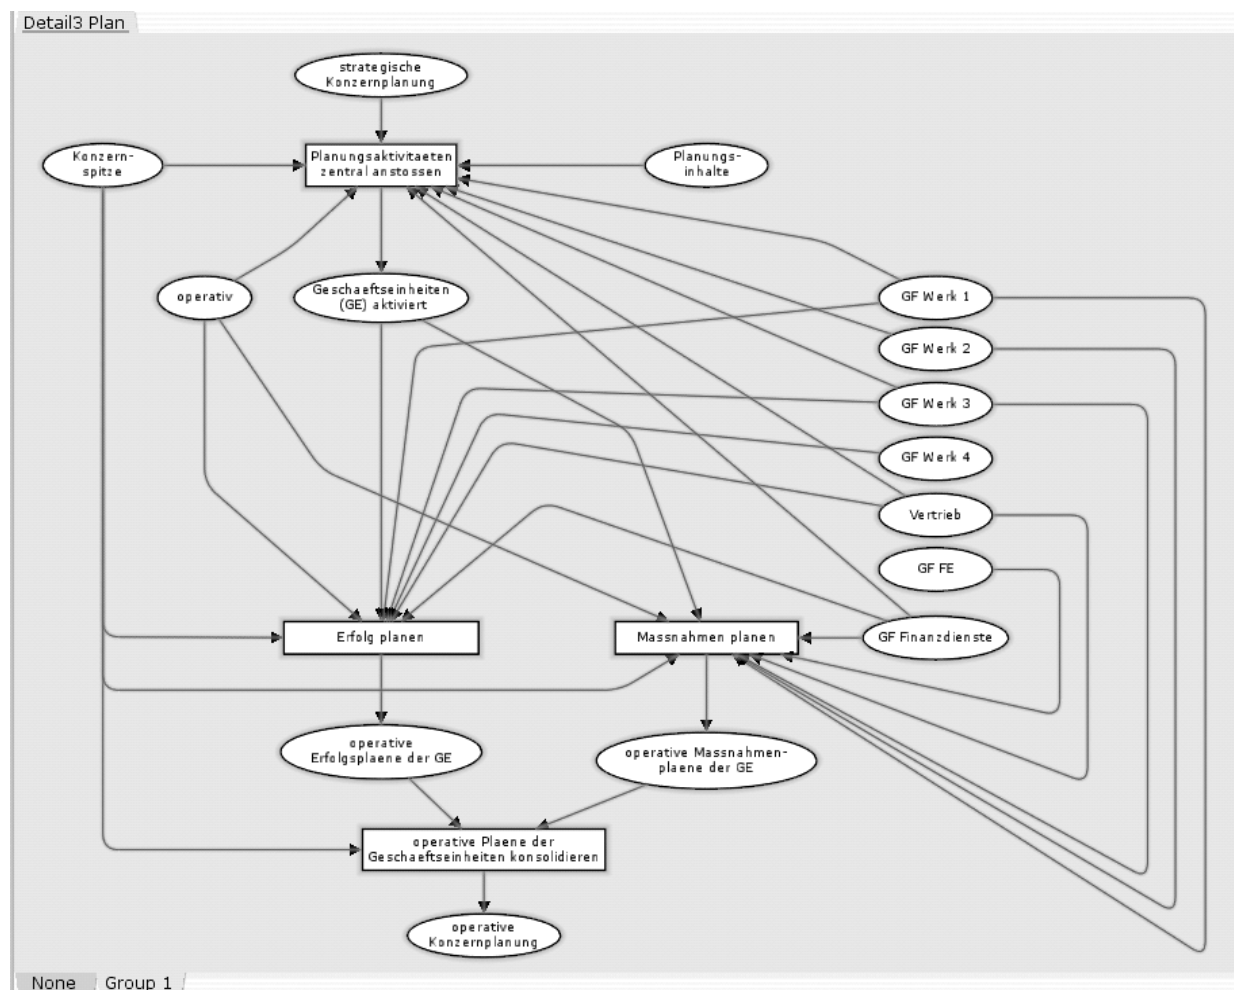 Detail3 Plan
strategische
Konzernplanung
Konzern-
spitze
Planungsaktivitaeten
zentral anstossen
Planungs-
inhalte
operativ
Geschaeftseinheiten
(GE) aktiviert
GF Werk 1
GF Werk 2
GF Werk 3
GF Werk 4
Vertrieb
GF FE
Erfolg planen
Massnahmen planen
GF Finanzdienste
operative
Erfolgsplaene der GE
operative Massnahmen-
plaene der GE
operative Plaene der
Geschaeftseinheiten konsolidieren
operative
Konzernplanung
None
Group 1